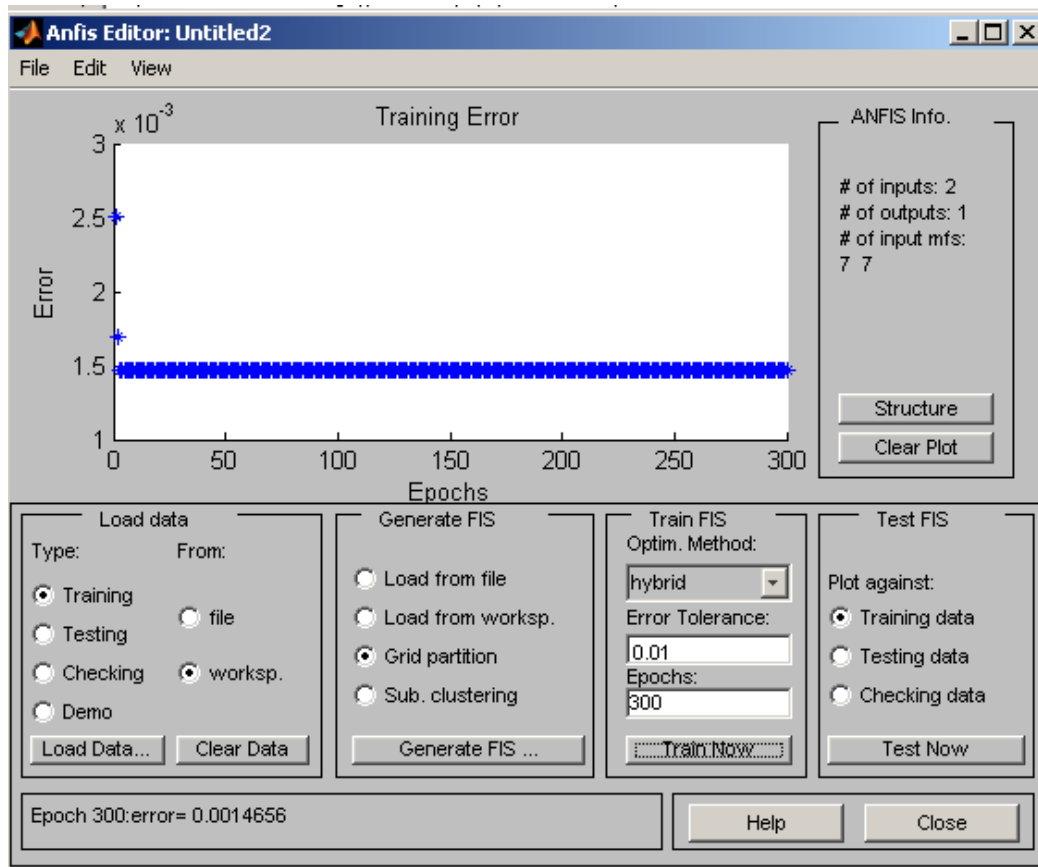 Anfis Editor: Untitled2
File Edit View
Training Error
x 10-3
3
2.5
2
1.5
1
Error
0 50 100 150 200 250 300
Epochs
ANFIS Info.
# of inputs: 2
# of outputs: 1
# of input mfs:
7 7
Structure
Clear Plot
Load data
Type: From:
Training
Testing
Checking
Demo
file
worksp.
Load Data... Clear Data
Generate FIS
Load from file
Load from worksp.
Grid partition
Sub. clustering
Generate FIS ...
Train FIS
Optim. Method:
hybrid
Error Tolerance:
0.01
Epochs:
300
Train Now
Test FIS
Plot against:
Training data
Testing data
Checking data
Test Now
Epoch 300:error= 0.0014656
Help
Close